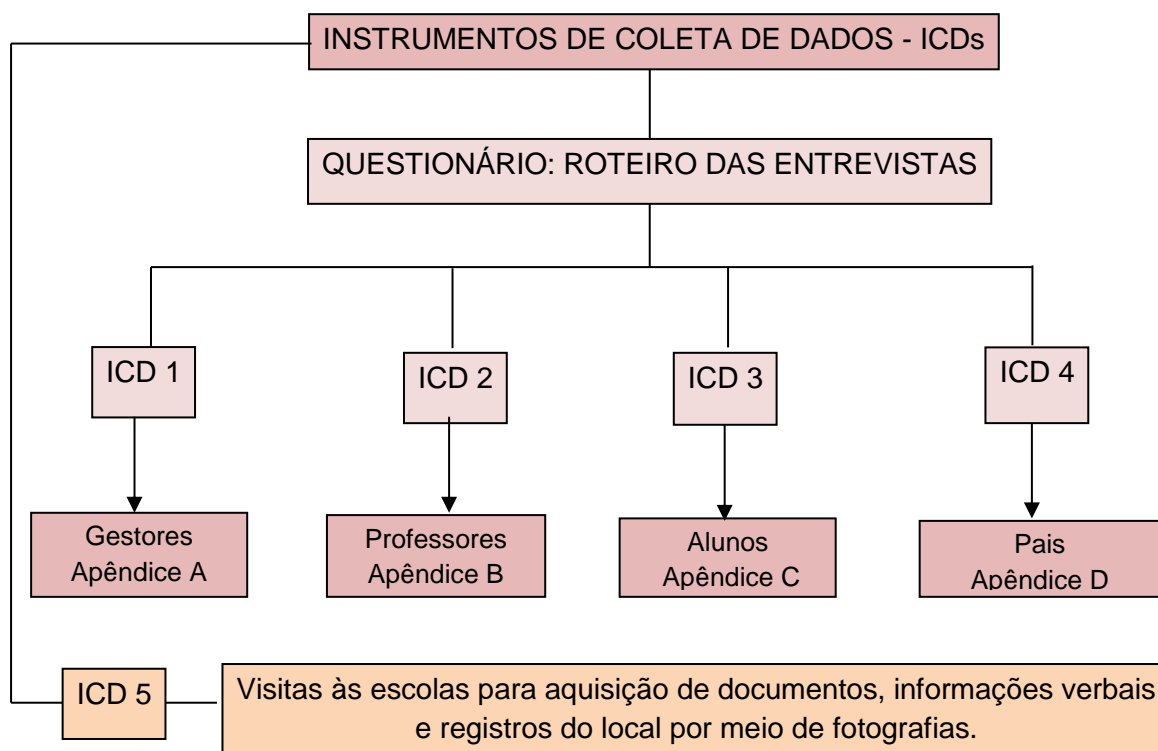 INSTRUMENTOS DE COLETA DE DADOS - ICDs
QUESTIONÁRIO: ROTEIRO DAS ENTREVISTAS
ICD 1
ICD 2
ICD 3
ICD 4
Gestores
Apêndice A
Professores
Apêndice B
Alunos
Apêndice C
Pais
Apêndice D
ICD 5
Visitas às escolas para aquisição de documentos, informações verbais
e registros do local por meio de fotografias.